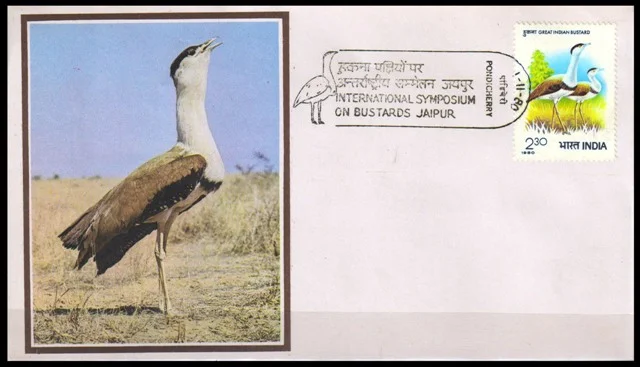 हुकना पक्षियों पर
अन्तर्राष्ट्रीय सम्मेलन जयपुर
INTERNATIONAL SYMPOSIUM
ON BUSTARDS JAIPUR
PONDICHERRY
1-11-80
हुकना GREAT INDIAN BUSTARD
2.30
1980
भारत INDIA